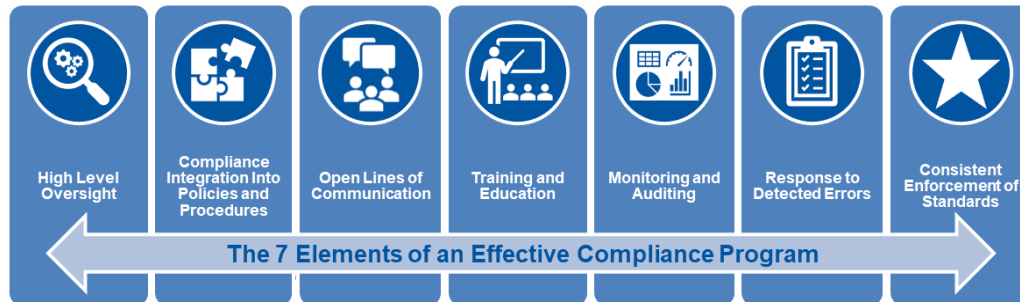 High Level
Oversight
Compliance
Integration Into
Policies and
Procedures
Open Lines of
Communication
Training and
Education
Monitoring and
Auditing
Response to
Detected Errors
Consistent
Enforcement of
Standards
The 7 Elements of an Effective Compliance Program